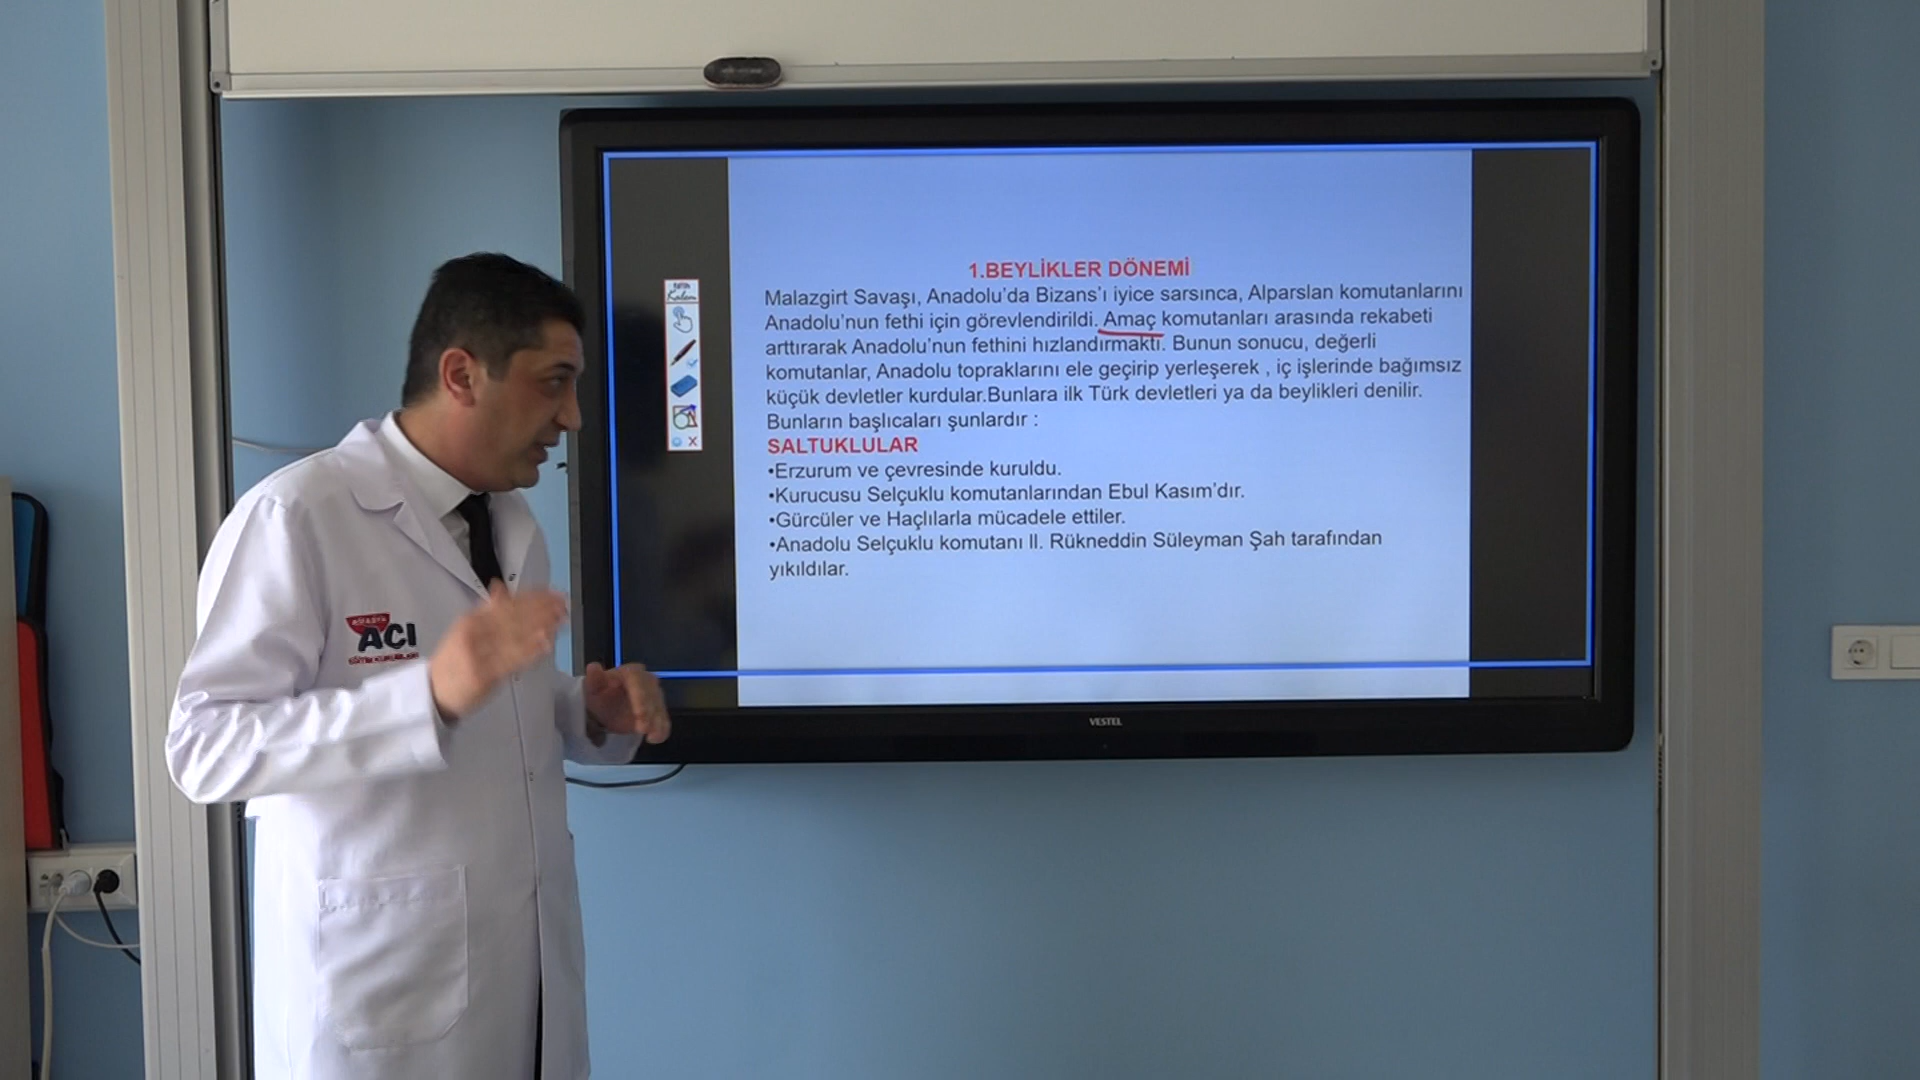 1.BEYLİKLER DÖNEMİ
Malazgirt Savaşı, Anadolu'da Bizans'ı iyice sarsınca, Alparslan komutanlarını
Anadolu'nun fethi için görevlendirildi. Amaç komutanları arasında rekabeti
arttırarak Anadolu'nun fethini hızlandırmaktı. Bunun sonucu, değerli
komutanlar, Anadolu topraklarını ele geçirip yerleşerek , iç işlerinde bağımsız
küçük devletler kurdular.Bunlara ilk Türk devletleri ya da beylikleri denilir.
Bunların başlıcaları şunlardır :
SALTUKLULAR
•Erzurum ve çevresinde kuruldu.
•Kurucusu Selçuklu komutanlarından Ebul Kasım'dır.
•Gürcüler ve Haçlılarla mücadele ettiler.
•Anadolu Selçuklu komutanı II. Rükneddin Süleyman Şah tarafından
yıkıldılar.
Kalem
ACI
VESTEL